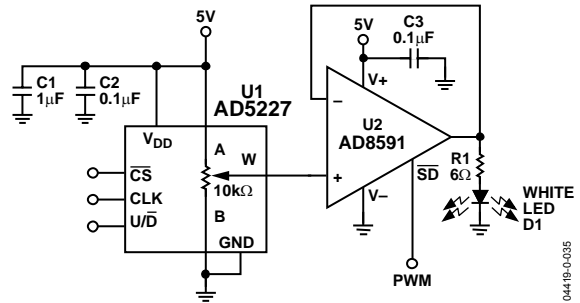 5V
5V
C3
0.1µF
C1
1µF
C2
0.1µF
U1
AD5227
V+
–
U2
AD8591
VDD
A
W
CS
CLK
U/D
10kΩ
B
GND
+
V–
SD
R1
6Ω
WHITE
LED
D1
PWM
04419-0-035